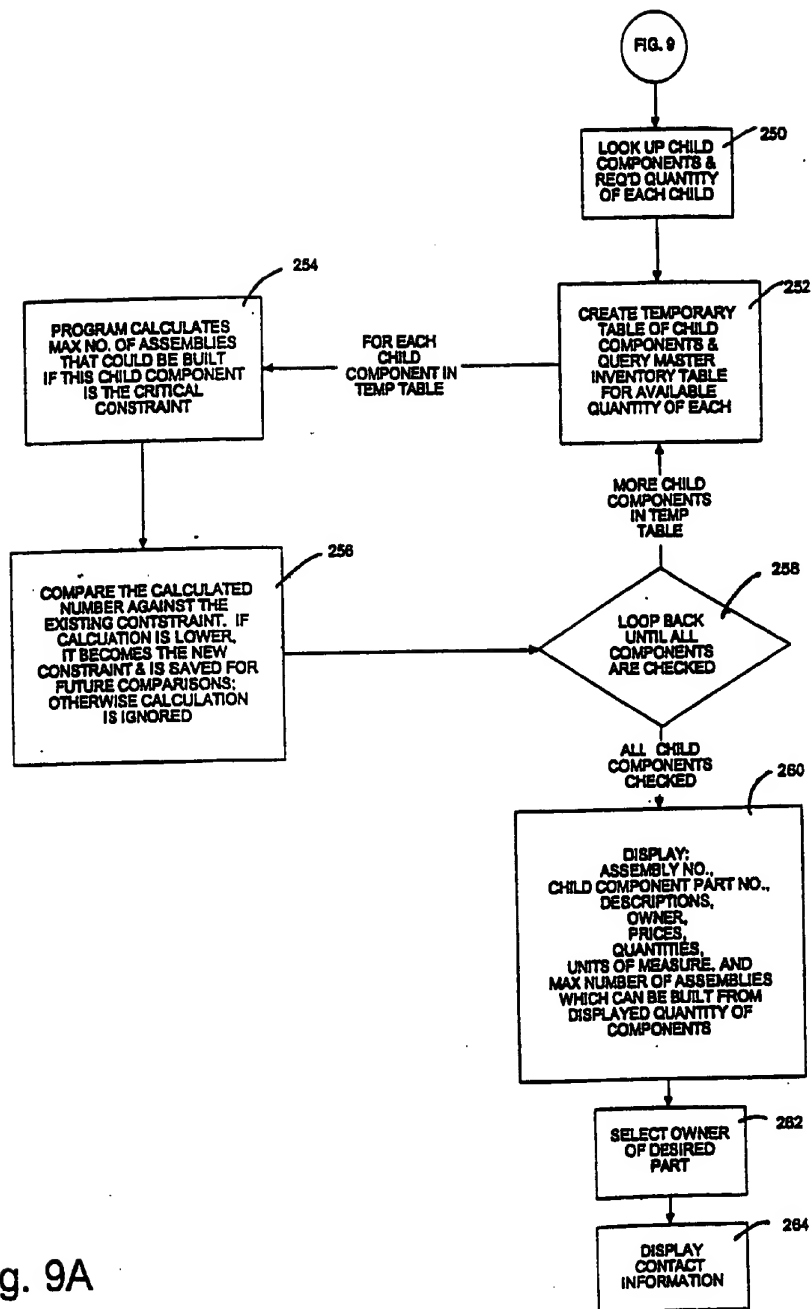 FIG. 9
250
LOOK UP CHILD
COMPONENTS &
REQ'D QUANTITY
OF EACH CHILD
252
CREATE TEMPORARY
TABLE OF CHILD
COMPONENTS &
QUERY MASTER
INVENTORY TABLE
FOR AVAILABLE
QUANTITY OF EACH
FOR EACH
CHILD
COMPONENT IN
TEMP TABLE
254
PROGRAM CALCULATES
MAX NO. OF ASSEMBLIES
THAT COULD BE BUILT
IF THIS CHILD COMPONENT
IS THE CRITICAL
CONSTRAINT
256
COMPARE THE CALCULATED
NUMBER AGAINST THE
EXISTING CONTSTRAINT. IF
CALCUATION IS LOWER,
IT BECOMES THE NEW
CONSTRAINT & IS SAVED FOR
FUTURE COMPARISONS;
OTHERWISE CALCULATION
IS IGNORED
MORE CHILD
COMPONENTS
IN TEMP
TABLE
258
LOOP BACK
UNTIL ALL
COMPONENTS
ARE CHECKED
ALL CHILD
COMPONENTS
CHECKED
260
DISPLAY:
ASSEMBLY NO.,
CHILD COMPONENT PART NO.,
DESCRIPTIONS,
OWNER,
PRICES,
QUANTITIES,
UNITS OF MEASURE, AND
MAX NUMBER OF ASSEMBLIES
WHICH CAN BE BUILT FROM
DISPLAYED QUANTITY OF
COMPONENTS
262
SELECT OWNER
OF DESIRED
PART
264
DISPLAY
CONTACT
INFORMATION
g. 9A